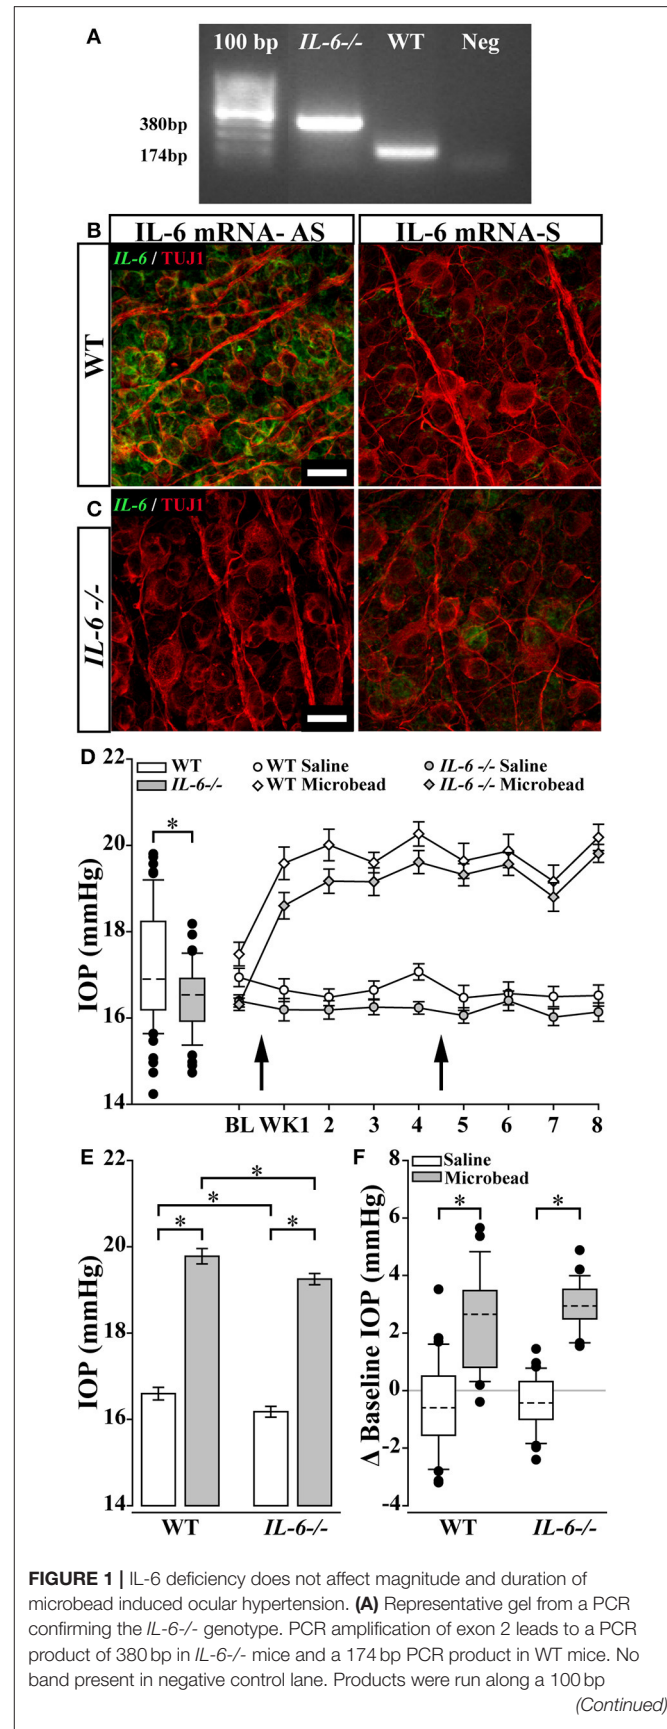 A
100 bp IL-6-/- WT Neg
380bp
174bp
B IL-6 mRNA- AS IL-6 mRNA-S
IL-6 / TUJ1
WT
C IL-6 / TUJ1
IL-6 -/-
D 22
WT WT Saline IL-6 -/- Saline
IL-6-/- WT Microbead IL-6 -/- Microbead
*
20
IOP (mmHg)
18
16
14
BL WK1 2 3 4 5 6 7 8
E 22
* * * *
20
IOP (mmHg)
18
16
14
WT IL-6-/-
F 8
Saline
Microbead
* *
4
Δ Baseline IOP (mmHg)
2
0
-2
-4
WT IL-6-/-
FIGURE 1 | IL-6 deficiency does not affect magnitude and duration of
microbead induced ocular hypertension. (A) Representative gel from a PCR
confirming the IL-6-/- genotype. PCR amplification of exon 2 leads to a PCR
product of 380 bp in IL-6-/- mice and a 174 bp PCR product in WT mice. No
band present in negative control lane. Products were run along a 100 bp
(Continued)